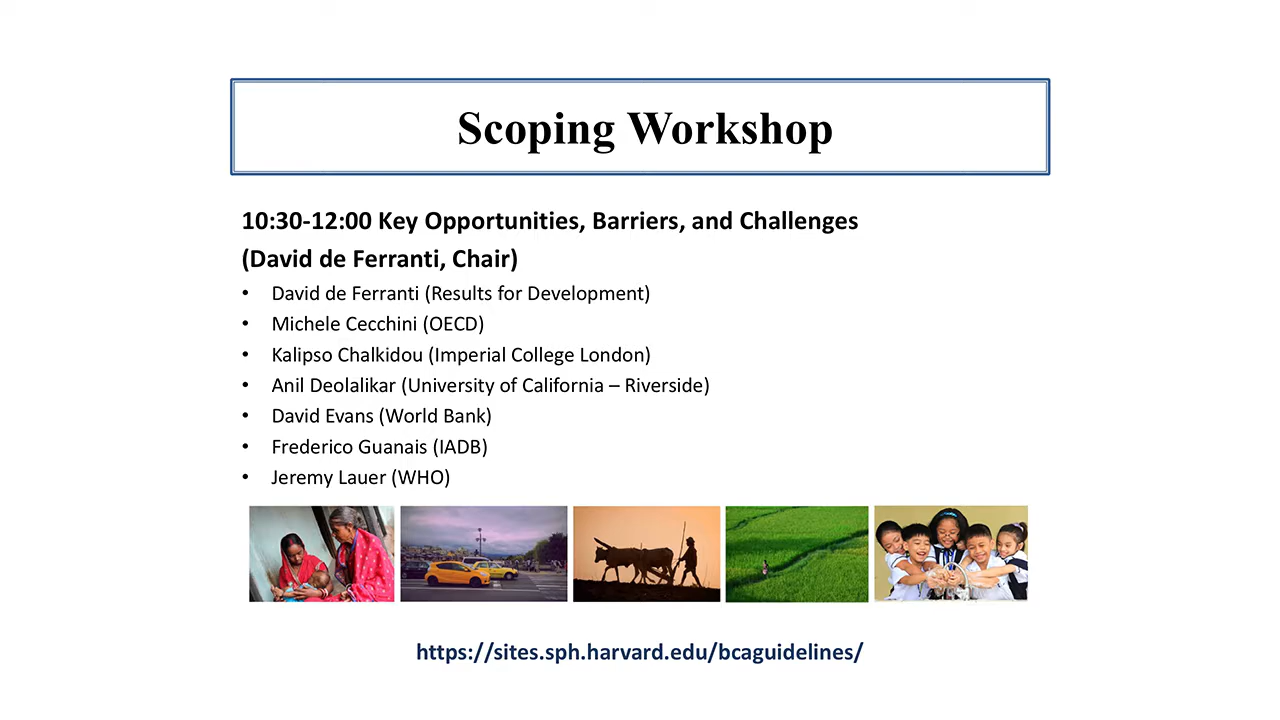 Scoping Workshop
10:30-12:00 Key Opportunities, Barriers, and Challenges
(David de Ferranti, Chair)
• David de Ferranti (Results for Development)
• Michele Cecchini (OECD)
• Kalipso Chalkidou (Imperial College London)
• Anil Deolalikar (University of California – Riverside)
• David Evans (World Bank)
• Frederico Guanais (IADB)
• Jeremy Lauer (WHO)
https://sites.sph.harvard.edu/bcaguidelines/